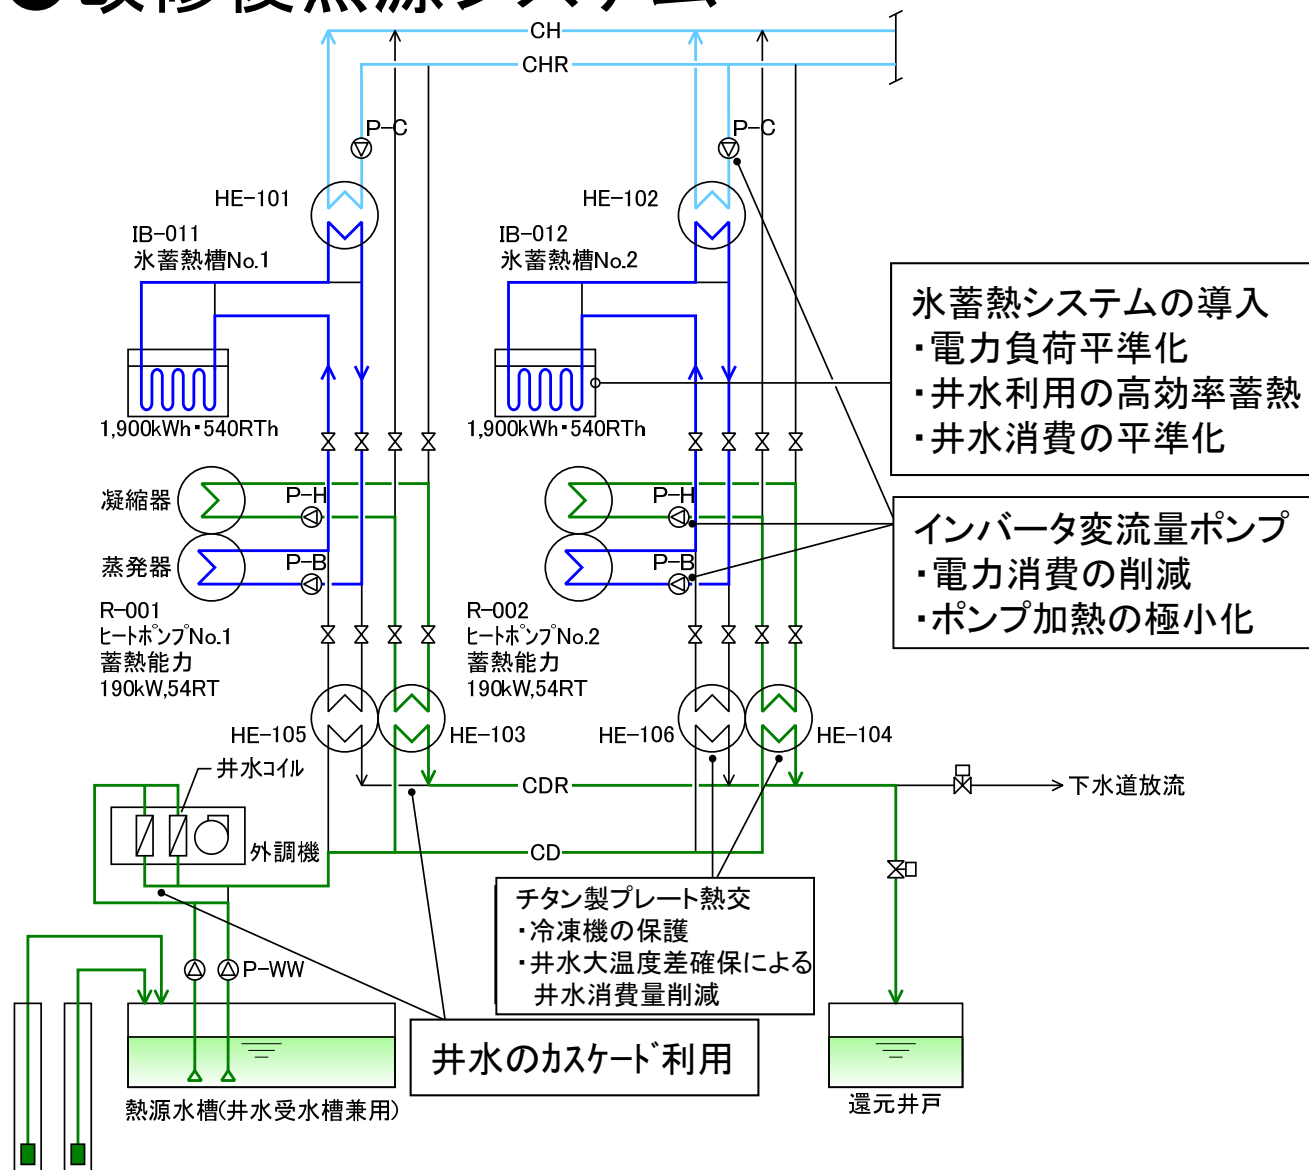 ●改修後熱源システム
CH
CHR
P-C
P-C
HE-101
HE-102
IB-011
氷蓄熱槽No.1
IB-012
氷蓄熱槽No.2
氷蓄熱システムの導入
・電力負荷平準化
・井水利用の高効率蓄熱
・井水消費の平準化
1,900kWh・540RTh
1,900kWh・540RTh
凝縮器
P-H
P-H
インバータ変流量ポンプ
・電力消費の削減
・ポンプ加熱の極小化
蒸発器
P-B
P-B
R-001
ヒートポンプNo.1
蓄熱能力
190kW,54RT
R-002
ヒートポンプNo.2
蓄熱能力
190kW,54RT
HE-105
HE-103
HE-106
HE-104
井水コイル
CDR
下水道放流
外調機
CD
チタン製プレート熱交
・冷凍機の保護
・井水大温度差確保による
井水消費量削減
P-WW
井水のカスケード利用
熱源水槽(井水受水槽兼用)
還元井戸